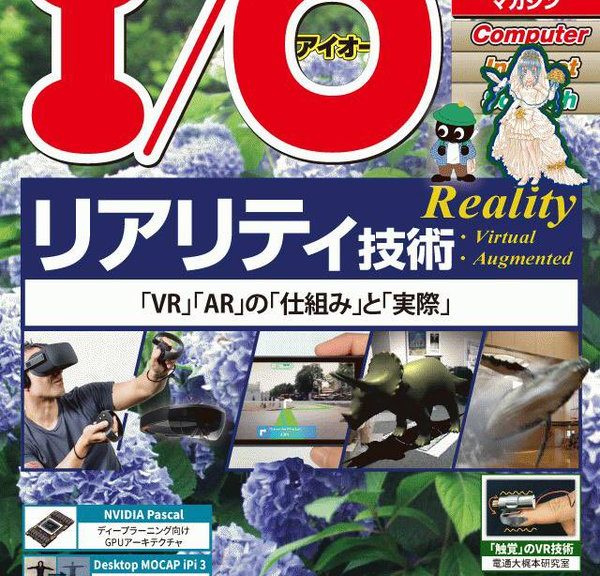 I/O
アイオー
マガジン
Computer
Reality
リアリティ技術
・Virtual
・Augmented
「VR」「AR」の「仕組み」と「実際」
NVIDIA Pascal
ディープラーニング向け
GPUアーキテクチャ
Desktop MOCAP iPi 3
「触覚」のVR技術
電通大梶本研究室